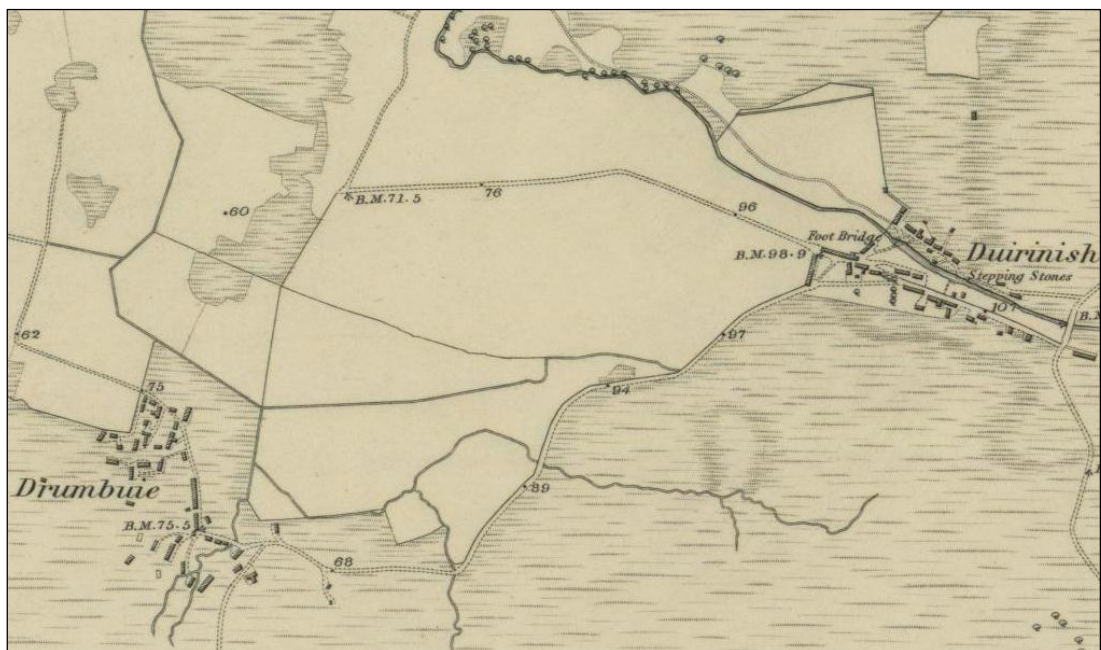 60
B.M.71.5
76
96
Foot Bridge
B.M.98.9
Duirinish
Stepping Stones
107
B.M
62
97
94
75
Drumbuie
89
B.M.75.5
68